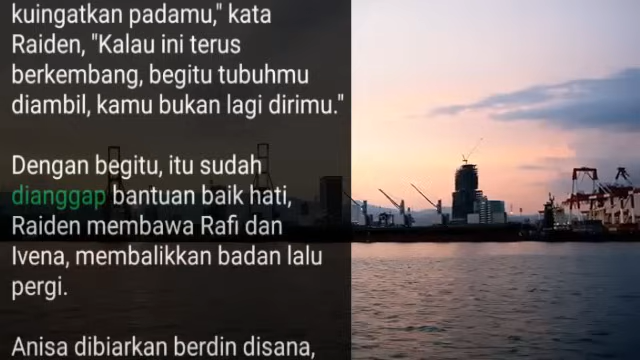 kuingatkan padamu," kata
Raiden, "Kalau ini terus
berkembang, begitu tubuhmu
diambil, kamu bukan lagi dirimu."
Dengan begitu, itu sudah
dianggap bantuan baik hati,
Raiden membawa Rafi dan
Ivena, membalikkan badan lalu
pergi.
Anisa dibiarkan berdin disana,